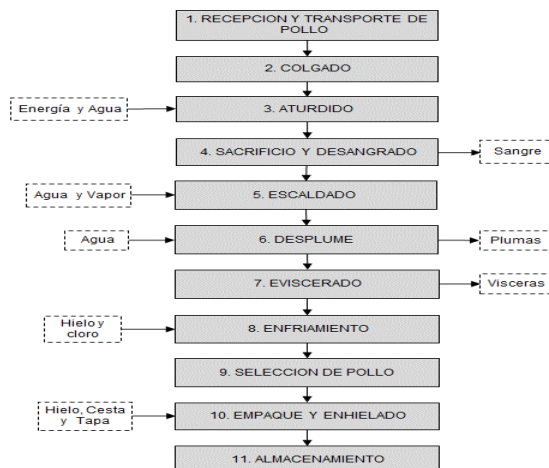 1. RECEPCION Y TRANSPORTE DE
POLLO
2. COLGADO
Energía y Agua
3. ATURDIDO
4. SACRIFICIO Y DESANGRADO
Sangre
Agua y Vapor
5. ESCALDADO
Agua
6. DESPLUME
Plumas
7. EVISCERADO
Visceras
Hielo y
cloro
8. ENFRIAMIENTO
9. SELECCION DE POLLO
Hielo, Cesta
y Tapa
10. EMPAQUE Y ENHIELADO
11. ALMACENAMIENTO